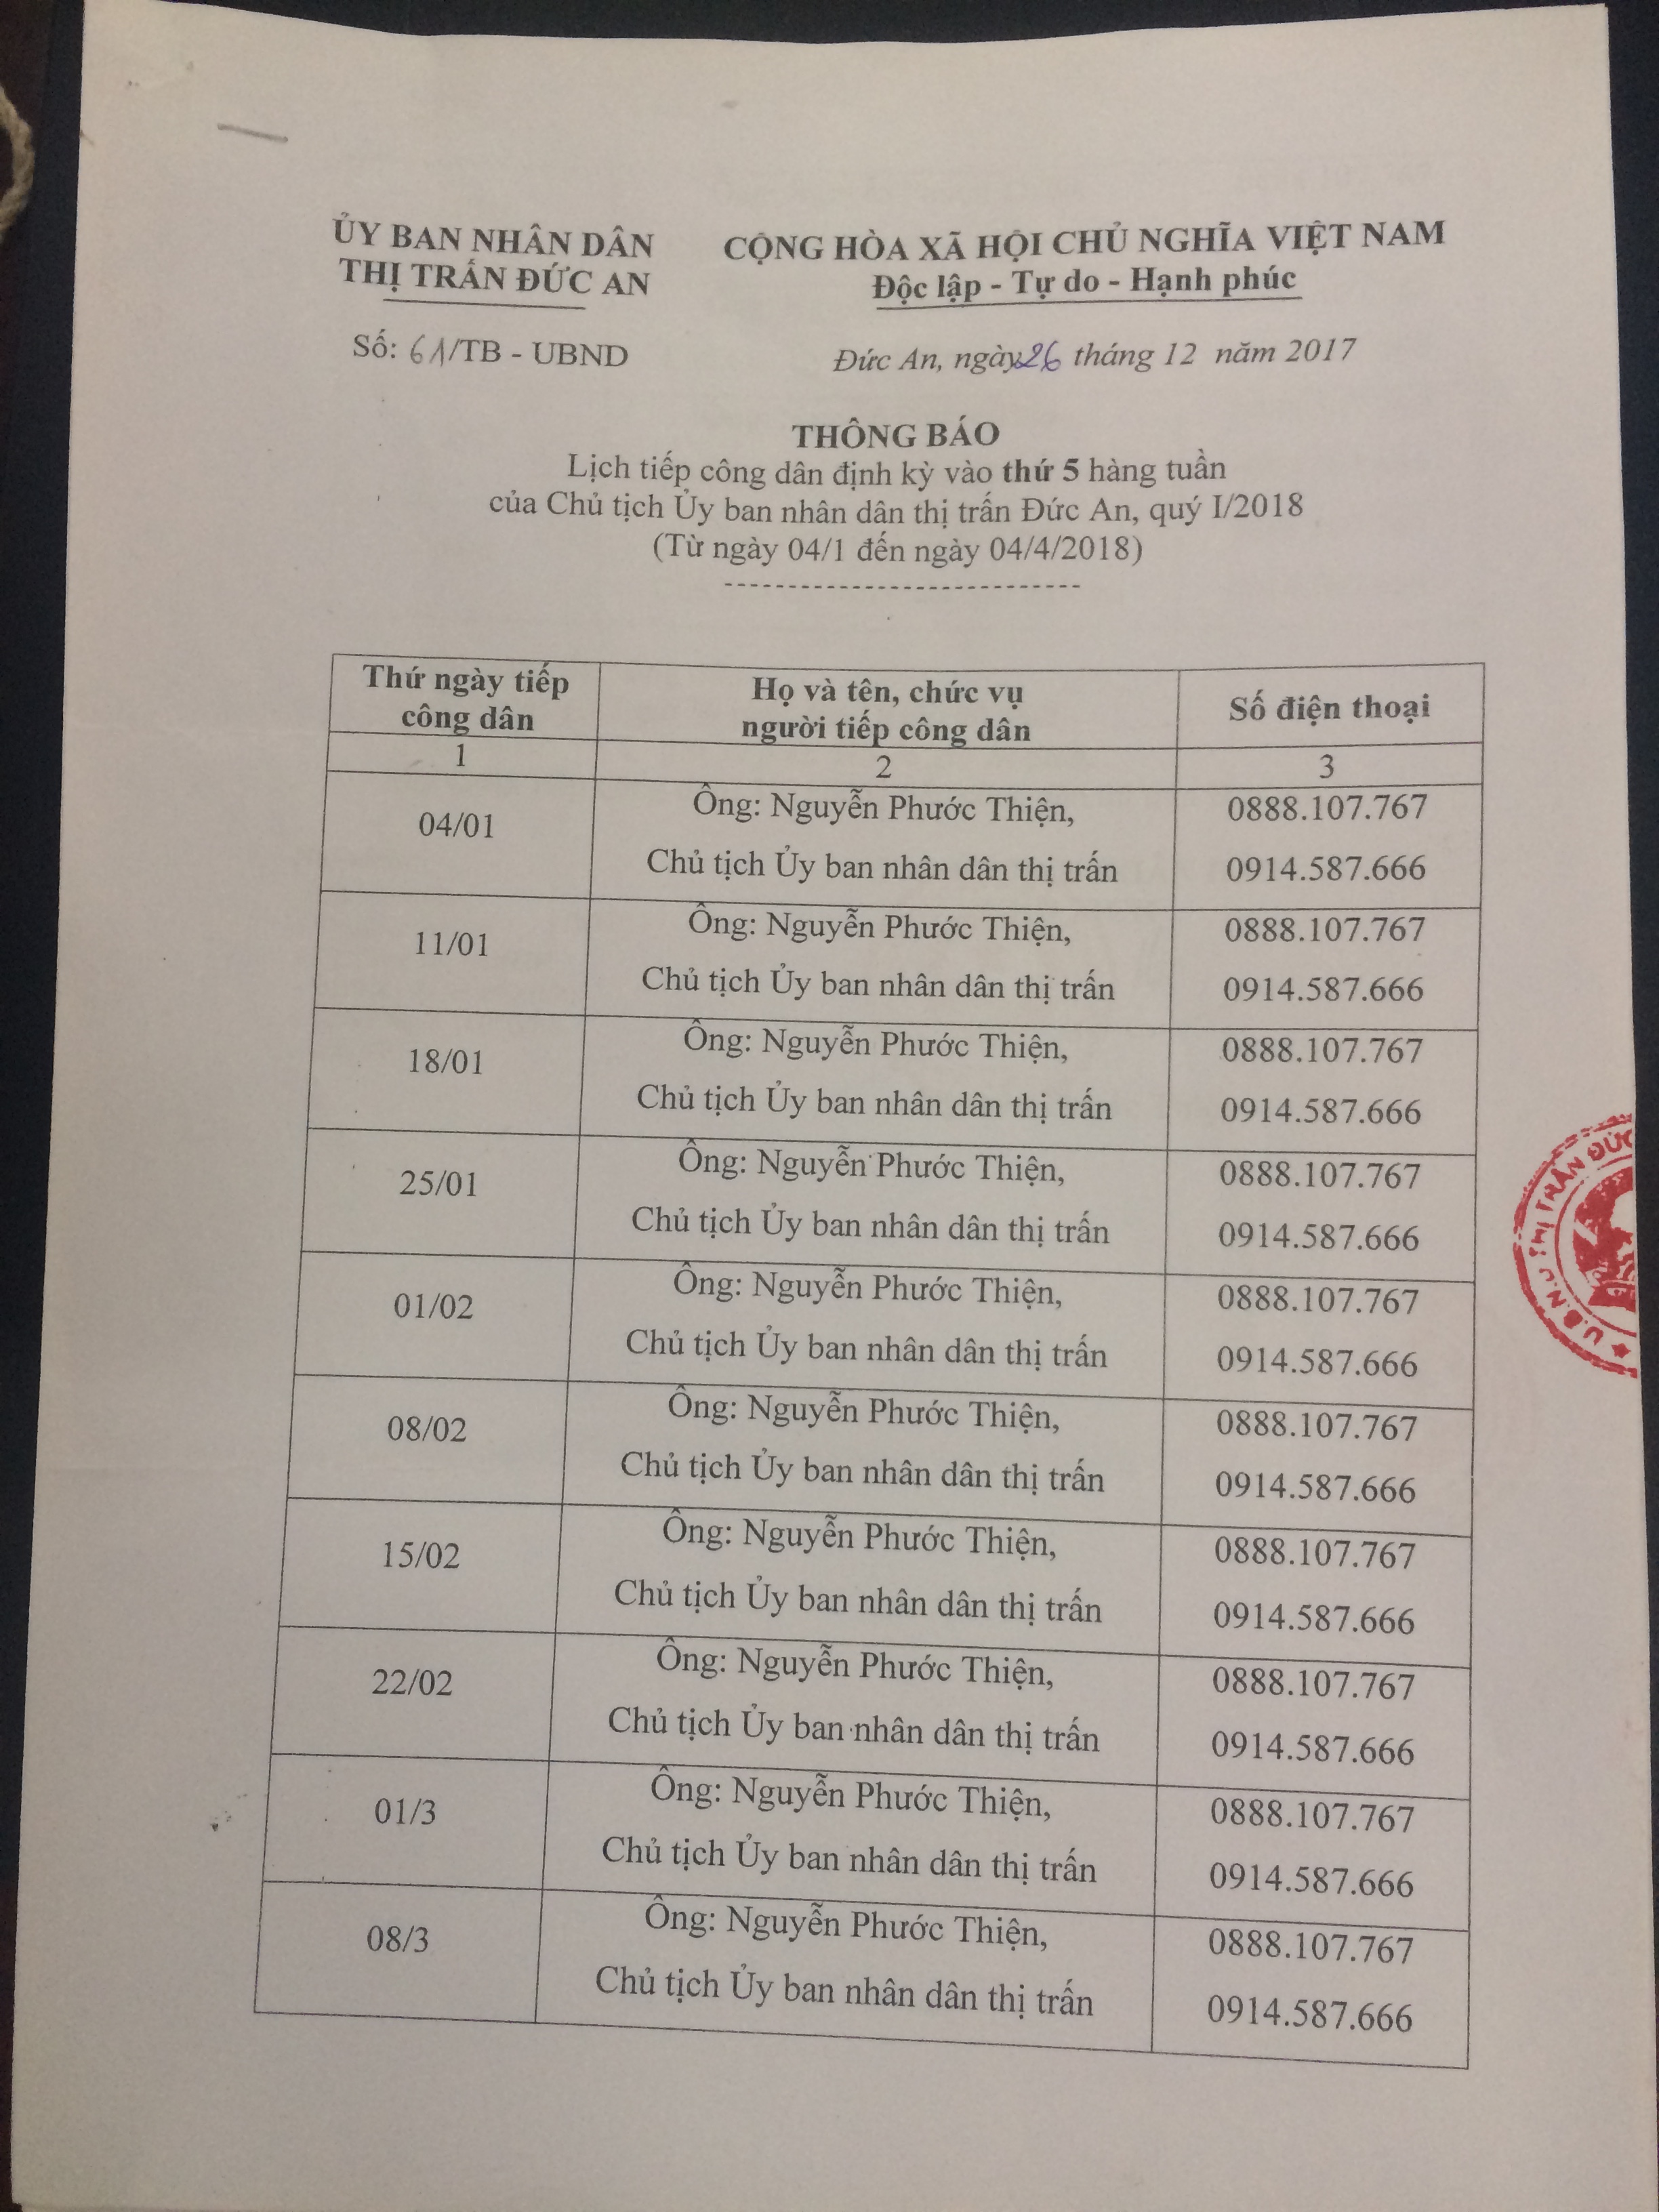 ỦY BAN NHÂN DÂN
THỊ TRẤN ĐỨC AN
CỘNG HÒA XÃ HỘI CHỦ NGHĨA VIỆT NAM
Độc lập - Tự do - Hạnh phúc
Số: 61/TB - UBND
Đức An, ngày 26 tháng 12 năm 2017
THÔNG BÁO
Lịch tiếp công dân định kỳ vào thứ 5 hàng tuần
của Chủ tịch Ủy ban nhân dân thị trấn Đức An, quý I/2018
(Từ ngày 04/1 đến ngày 04/4/2018)
---------------------------
Thứ ngày tiếp
công dân
Họ và tên, chức vụ
người tiếp công dân
Số điện thoại
1
2
3
04/01
Ông: Nguyễn Phước Thiện,
Chủ tịch Ủy ban nhân dân thị trấn
0888.107.767
0914.587.666
11/01
Ông: Nguyễn Phước Thiện,
Chủ tịch Ủy ban nhân dân thị trấn
0888.107.767
0914.587.666
18/01
Ông: Nguyễn Phước Thiện,
Chủ tịch Ủy ban nhân dân thị trấn
0888.107.767
0914.587.666
25/01
Ông: Nguyễn Phước Thiện,
Chủ tịch Ủy ban nhân dân thị trấn
0888.107.767
0914.587.666
01/02
Ông: Nguyễn Phước Thiện,
Chủ tịch Ủy ban nhân dân thị trấn
0888.107.767
0914.587.666
08/02
Ông: Nguyễn Phước Thiện,
Chủ tịch Ủy ban nhân dân thị trấn
0888.107.767
0914.587.666
15/02
Ông: Nguyễn Phước Thiện,
Chủ tịch Ủy ban nhân dân thị trấn
0888.107.767
0914.587.666
22/02
Ông: Nguyễn Phước Thiện,
Chủ tịch Ủy ban nhân dân thị trấn
0888.107.767
0914.587.666
01/3
Ông: Nguyễn Phước Thiện,
Chủ tịch Ủy ban nhân dân thị trấn
0888.107.767
0914.587.666
08/3
Ông: Nguyễn Phước Thiện,
Chủ tịch Ủy ban nhân dân thị trấn
0888.107.767
0914.587.666
U.B.N.D THỊ TRẤN ĐỨC